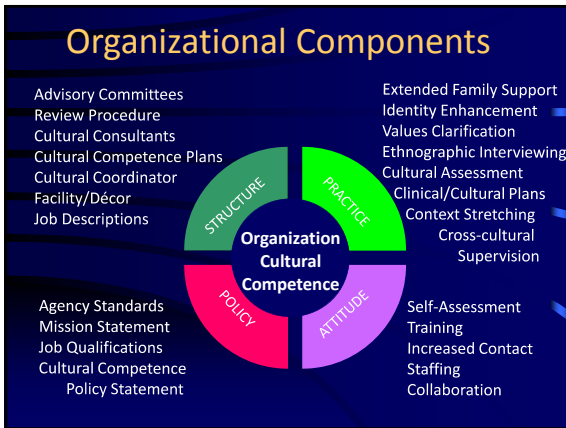 Organizational Components
Advisory Committees
Review Procedure
Cultural Consultants
Cultural Competence Plans
Cultural Coordinator
Facility/Décor
Job Descriptions
Extended Family Support
Identity Enhancement
Values Clarification
Ethnographic Interviewing
Cultural Assessment
Clinical/Cultural Plans
Context Stretching
Cross-cultural
Supervision
STRUCTURE
PRACTICE
Organization
Cultural
Competence
POLICY
ATTITUDE
Agency Standards
Mission Statement
Job Qualifications
Cultural Competence
Policy Statement
Self-Assessment
Training
Increased Contact
Staffing
Collaboration